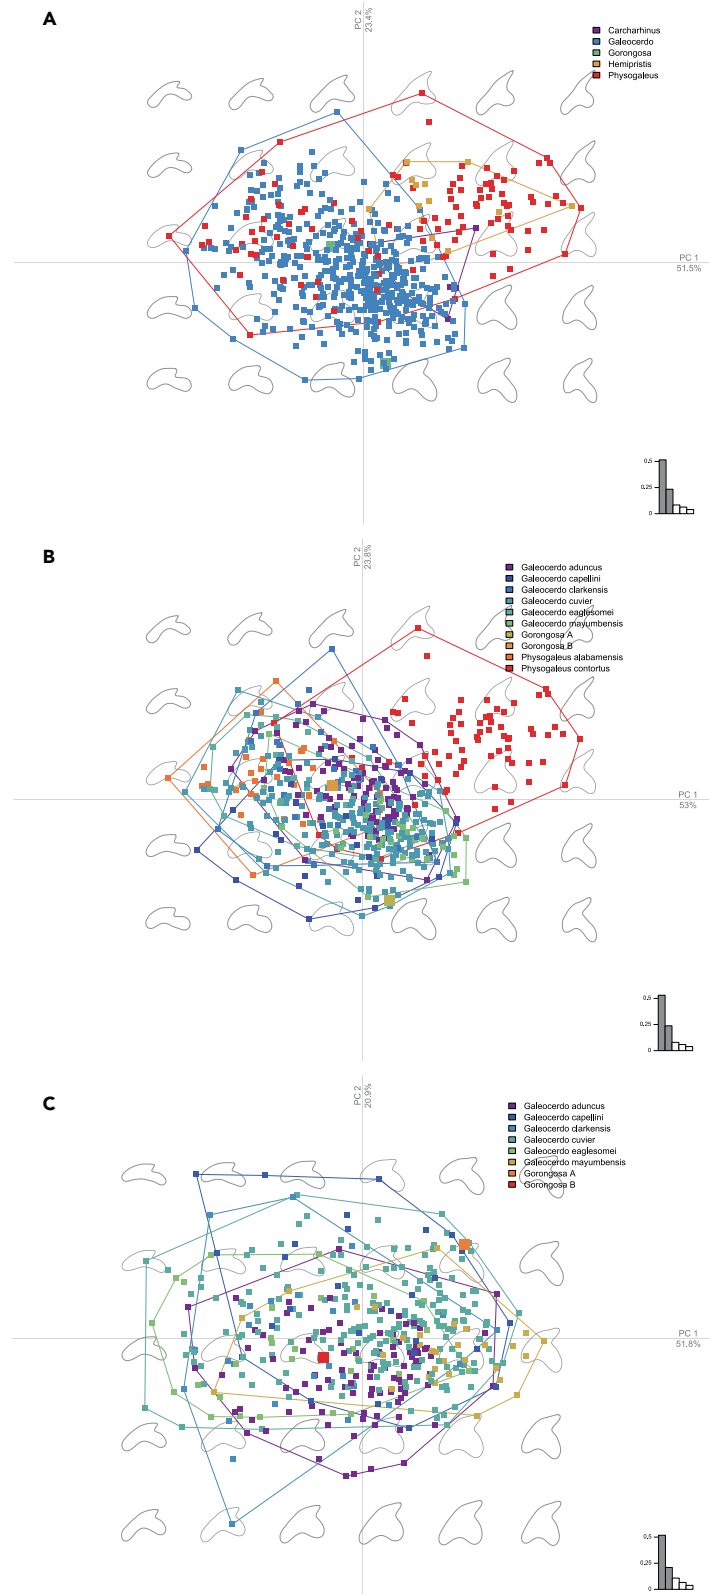 A
PC 2
23.4%
Carcharhinus
Galeocerdo
Gorongosa
Hemipristis
Physogaleus
PC 1
51.5%
0.5
0.25
0
B
PC 2
23.8%
Galeocerdo aduncus
Galeocerdo capellini
Galeocerdo clarkensis
Galeocerdo cuvier
Galeocerdo eaglesomei
Galeocerdo mayumbensis
Gorongosa A
Gorongosa B
Physogaleus alabamensis
Physogaleus contortus
PC 1
53%
0.5
0.25
0
C
PC 2
20.9%
Galeocerdo aduncus
Galeocerdo capellini
Galeocerdo clarkensis
Galeocerdo cuvier
Galeocerdo eaglesomei
Galeocerdo mayumbensis
Gorongosa A
Gorongosa B
PC 1
51.8%
0.5
0.25
0